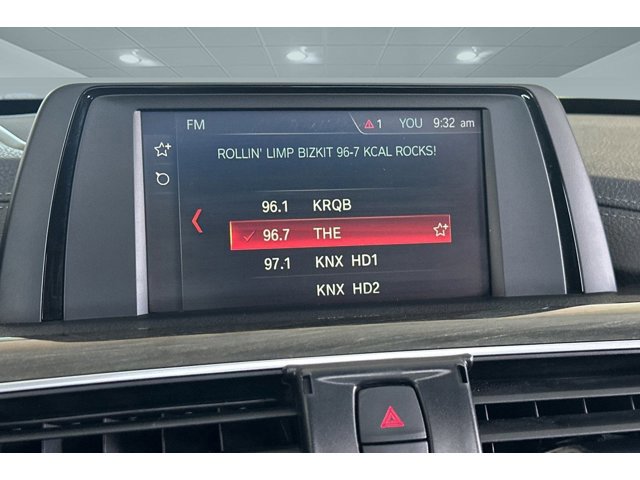 FM 1 YOU 9:32 am
ROLLIN' LIMP BIZKIT 96-7 KCAL ROCKS!
96.1 KRQB
96.7 THE
97.1 KNX HD1
KNX HD2